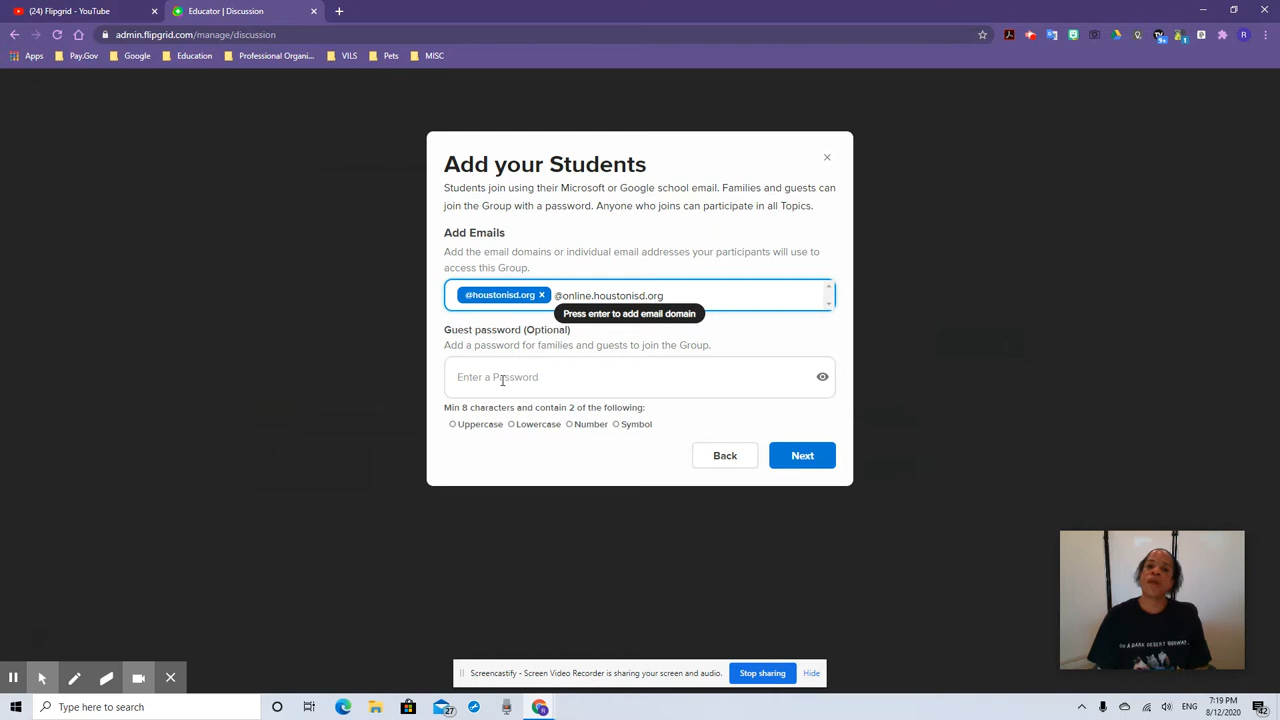 (24) Flipgrid - YouTube
Educator | Discussion
admin.flipgrid.com/manage/discussion
Apps
Pay.Gov
Google
Education
Professional Organi...
VILS
Pets
MISC
Add your Students
Students join using their Microsoft or Google school email. Families and guests can
join the Group with a password. Anyone who joins can participate in all Topics.
Add Emails
Add the email domains or individual email addresses your participants will use to
access this Group.
@houstonisd.org × @online.houstonisd.org
Press enter to add email domain
Guest password (Optional)
Add a password for families and guests to join the Group.
Enter a Password
Min 8 characters and contain 2 of the following:
Uppercase Lowercase Number Symbol
Back Next
ON A DARK DESERT HIGHWAY,
Screencastify - Screen Video Recorder is sharing your screen and audio. Stop sharing Hide
Type here to search
27
ENG
7:19 PM
8/12/2020
42